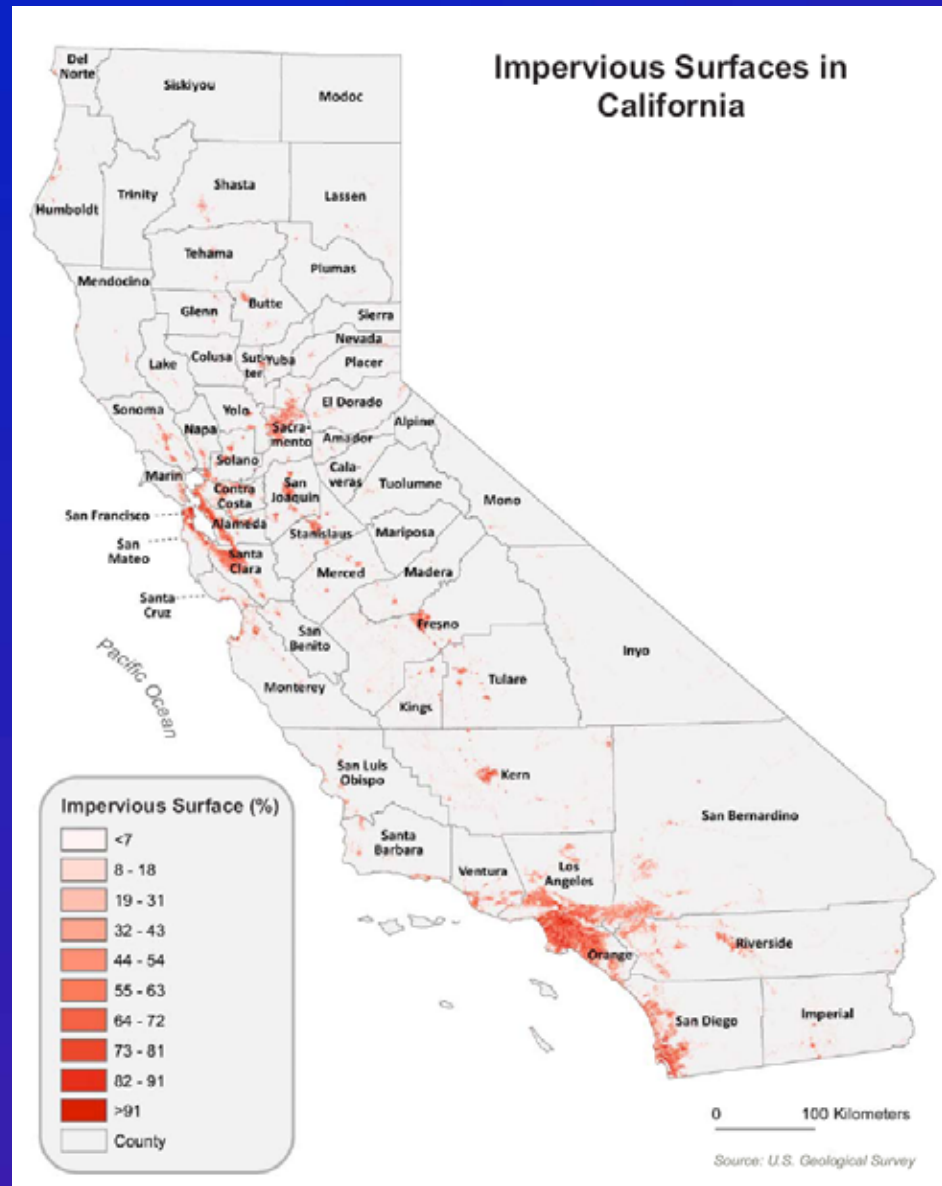 Impervious Surfaces in
California
Del
Norte
Siskiyou
Modoc
Humboldt
Trinity
Shasta
Lassen
Tehama
Plumas
Mendocino
Glenn
Butte
Sierra
Nevada
Lake
Colusa
Sut-
ter
Yuba
Placer
Sonoma
Napa
Yolo
El Dorado
Sacra-
mento
Alpine
Amador
Solano
Marin
Contra
Costa
San
Joaquin
Cala-
veras
Tuolumne
Mono
San Francisco
Alameda
Stanislaus
Mariposa
San
Mateo
Santa
Clara
Merced
Madera
Santa
Cruz
Fresno
San
Benito
Inyo
Pacific Ocean
Monterey
Kings
Tulare
San Luis
Obispo
Kern
San Bernardino
Santa
Barbara
Ventura
Los
Angeles
Orange
Riverside
San Diego
Imperial
Impervious Surface (%)
<7
8 - 18
19 - 31
32 - 43
44 - 54
55 - 63
64 - 72
73 - 81
82 - 91
>91
County
0 100 Kilometers
Source: U.S. Geological Survey